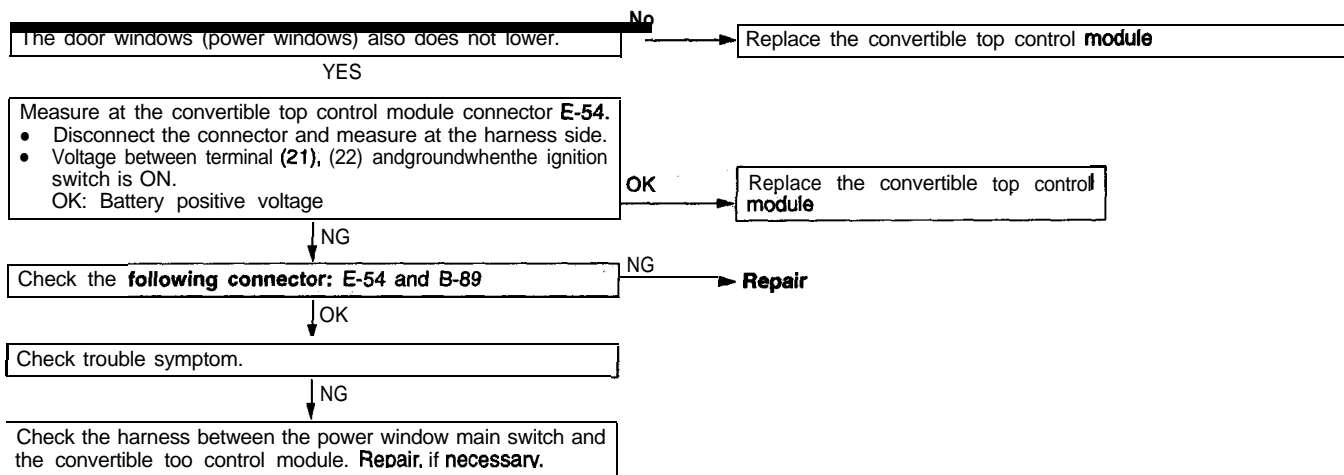 No
The door windows (power windows) also does not lower.
Replace the convertible top control module
YES
Measure at the convertible top control module connector E-54.
● Disconnect the connector and measure at the harness side.
● Voltage between terminal (21), (22) andgroundwhenthe ignition
switch is ON.
OK: Battery positive voltage
OK
Replace the convertible top control
module
NG
Check the following connector: E-54 and B-89
NG
Repair
OK
Check trouble symptom.
NG
Check the harness between the power window main switch and
the convertible too control module. Repair, if necessary.